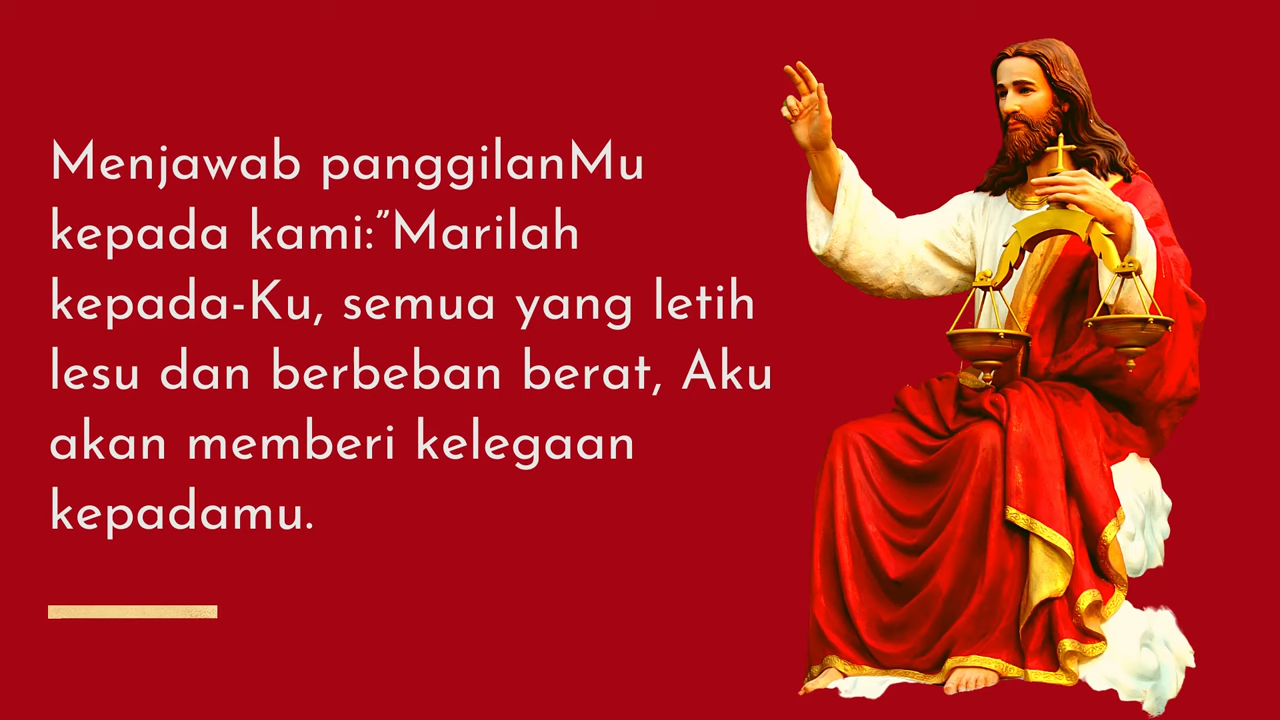 Menjawab panggilanMu
kepada kami:”Marilah
kepada-Ku, semua yang letih
lesu dan berbeban berat, Aku
akan memberi kelegaan
kepadamu.